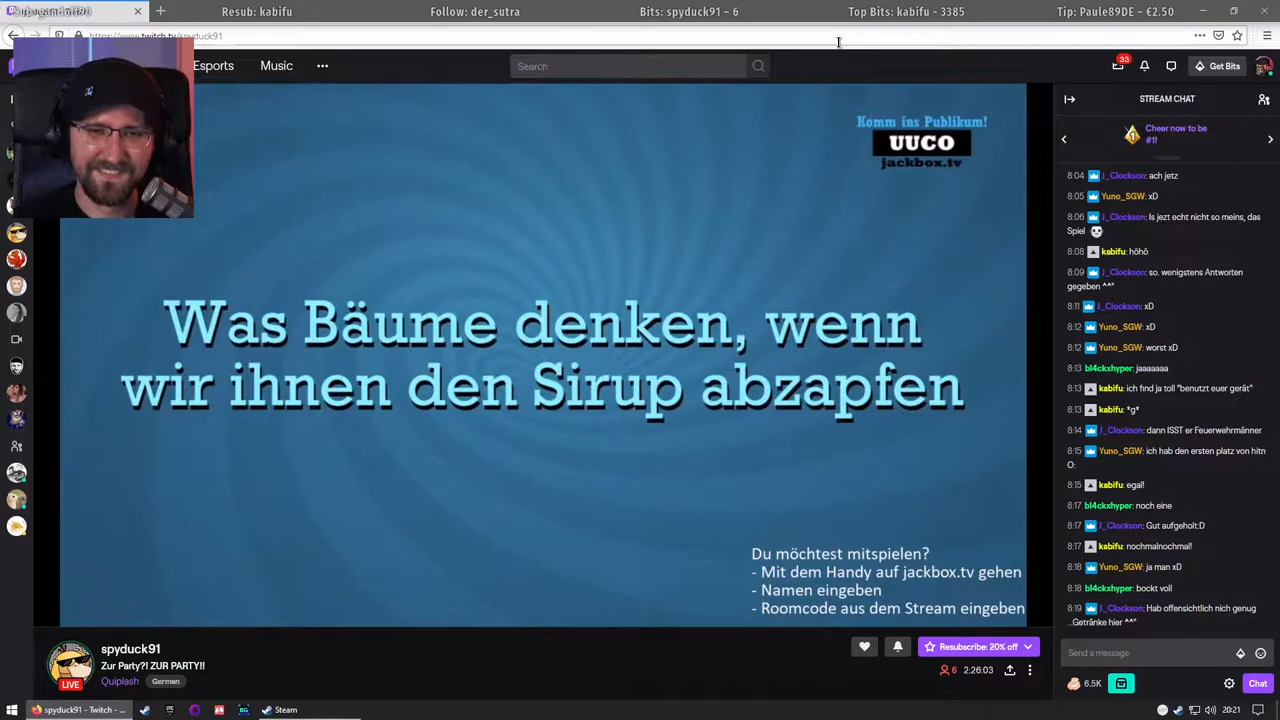 Resub: kabifu
Follow: der_sutra
Bits: spyduck91 - 6
Top Bits: kabifu - 3385
Tip: Paule89DE - €2.50
https://www.twitch.tv/spyduck91
Esports
Music
Search
33
Get Bits
Komm ins Publikum!
UUCO
jackbox.tv
Was Bäume denken, wenn
wir ihnen den Sirup abzapfen
Du möchtest mitspielen?
- Mit dem Handy auf jackbox.tv gehen
- Namen eingeben
- Roomcode aus dem Stream eingeben
spyduck91
Zur Party?! ZUR PARTY!!
LIVE
Quiplash
German
Resubscribe: 20% off
6
2:26:03
STREAM CHAT
1
Cheer now to be
#1!
8:04 J_Clockson: ach jetz
8:05 Yuno_SGW: xD
8:06 J_Clockson: Is jezt echt nicht so meins, das
Spiel
8:08 kabifu: höhö
8:09 J_Clockson: so. wenigstens Antworten
gegeben ^^"
8:11 J_Clockson: xD
8:12 Yuno_SGW: xD
8:12 Yuno_SGW: worst xD
8:13 bl4ckxhyper: jaaaaaaa
8:13 kabifu: ich find ja toll "benutzt euer gerät"
8:13 kabifu: *g*
8:14 J_Clockson: dann ISST er Feuerwehrmänner
8:15 Yuno_SGW: ich hab den ersten platz von hitn
O:
8:15 kabifu: egal!
8:17 bl4ckxhyper: noch eine
8:17 J_Clockson: Gut aufgeholt:D
8:17 kabifu: nochmalnochmal!
8:18 Yuno_SGW: ja man xD
8:18 bl4ckxhyper: bockt voll
8:19 J_Clockson: Hab offensichtlich nich genug
...Getränke hier ^^"
Send a message
6.5K
Chat
spyduck91 - Twitch - ...
Steam
20:21